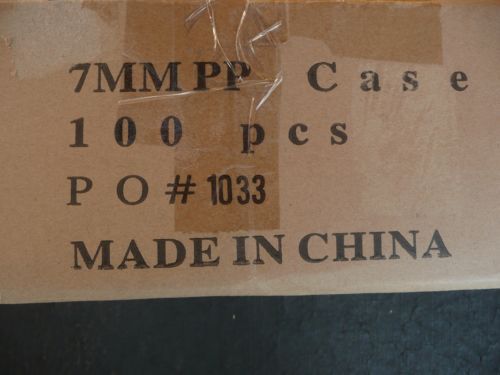 7MM PP Case
100 pcs
PO# 1033
MADE IN CHINA